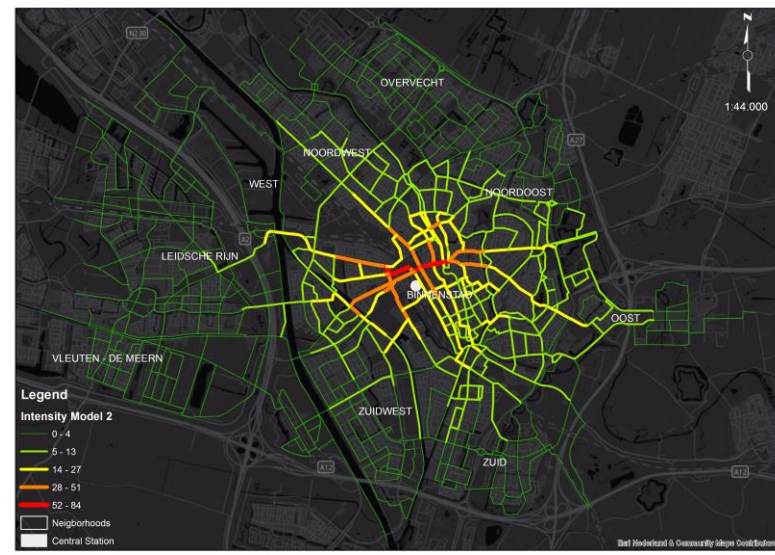 N230
N
OVERVECHT
1:44.000
A27
NOORDWEST
WEST
NOORDOOST
A2
LEIDSCHE RIJN
BINNENSTAD
OOST
VLEUTEN - DE MEERN
ZUIDWEST
ZUID
A12
A12
Legend
Intensity Model 2
0 - 4
5 - 13
14 - 27
28 - 51
52 - 84
Neigborhoods
Central Station
Esri Nederland & Community Maps Contributors